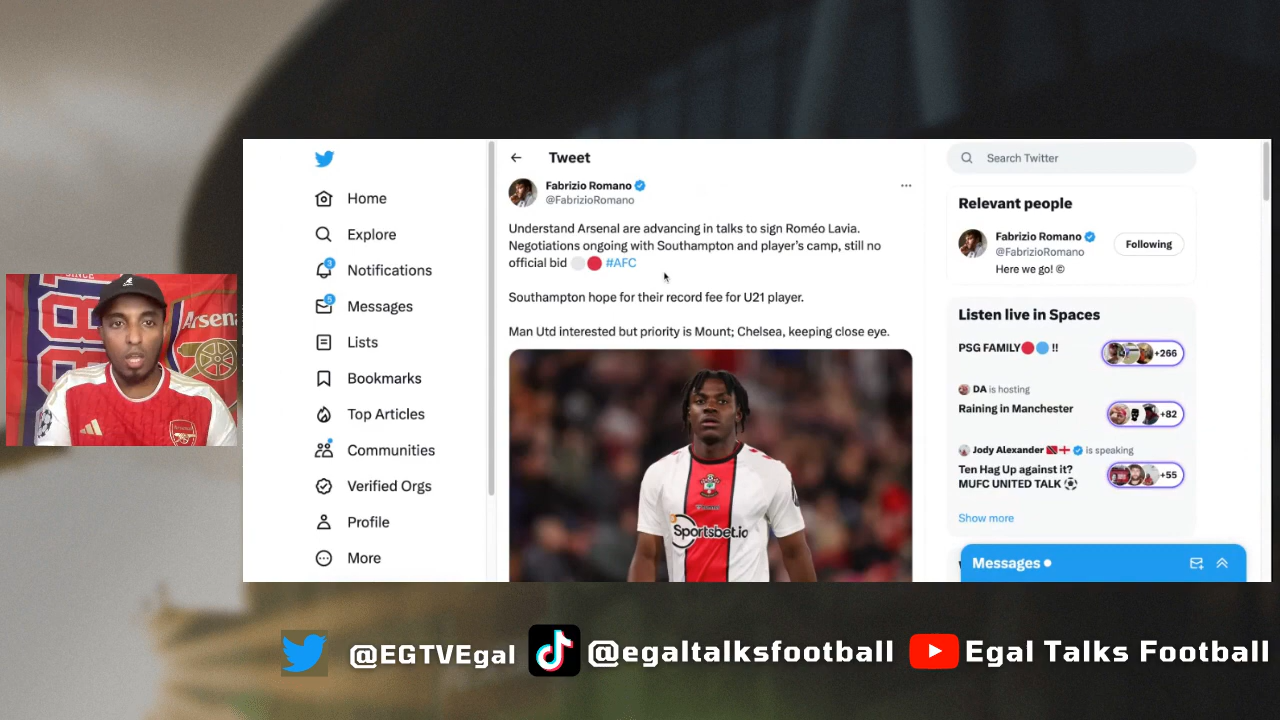 Tweet
Fabrizio Romano
@FabrizioRomano
Understand Arsenal are advancing in talks to sign Roméo Lavia.
Negotiations ongoing with Southampton and player's camp, still no
official bid ⚪🔴 #AFC
Southampton hope for their record fee for U21 player.
Man Utd interested but priority is Mount; Chelsea, keeping close eye.
Sportsbet.io
Home
Explore
3
Notifications
5
Messages
Lists
Bookmarks
Top Articles
Communities
Verified Orgs
Profile
More
Search Twitter
Relevant people
Fabrizio Romano
@FabrizioRomano
Here we go! ©
Following
Listen live in Spaces
PSG FAMILY🔴🔵 !!
+266
DA is hosting
Raining in Manchester
+82
Jody Alexander 🇹🇹🏴󠁧󠁢󠁥󠁮󠁧󠁿 is speaking
Ten Hag Up against it?
MUFC UNITED TALK ⚽
+55
Show more
Messages
SINCE
Arsena
@EGTVEgal
@egaltalksfootball
Egal Talks Football